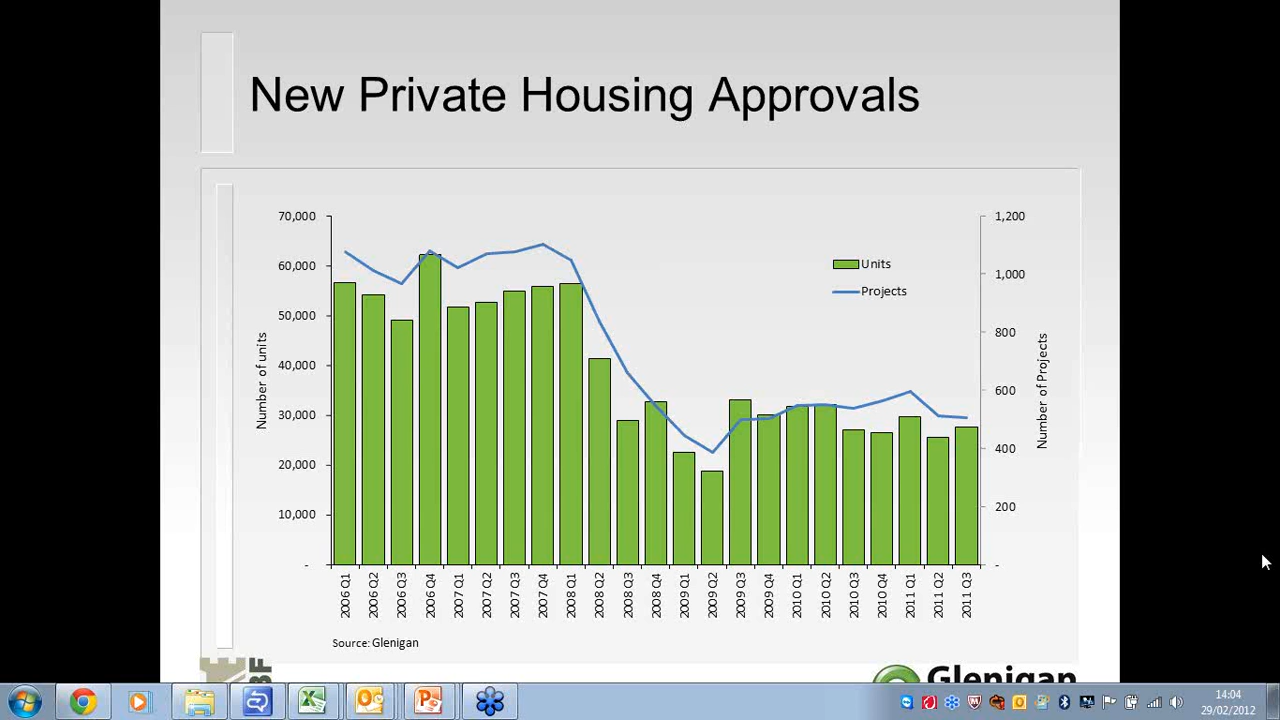 New Private Housing Approvals
70,000
60,000
50,000
40,000
30,000
20,000
10,000
-
Number of units
1,200
1,000
800
600
400
200
-
Number of Projects
Units
Projects
2006 Q1
2006 Q2
2006 Q3
2006 Q4
2007 Q1
2007 Q2
2007 Q3
2007 Q4
2008 Q1
2008 Q2
2008 Q3
2008 Q4
2009 Q1
2009 Q2
2009 Q3
2009 Q4
2010 Q1
2010 Q2
2010 Q3
2010 Q4
2011 Q1
2011 Q2
2011 Q3
Source: Glenigan
BF
Glenigan
14:04
29/02/2012